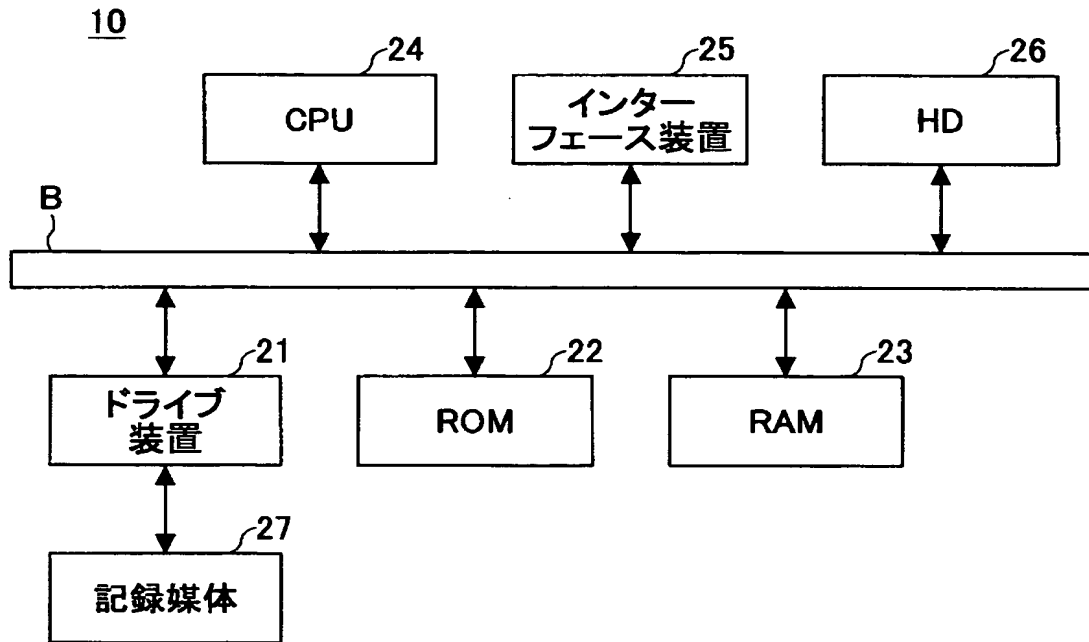 10
24
25
26
CPU
インター
フェース装置
HD
B
21
22
23
ドライブ
装置
ROM
RAM
27
記録媒体